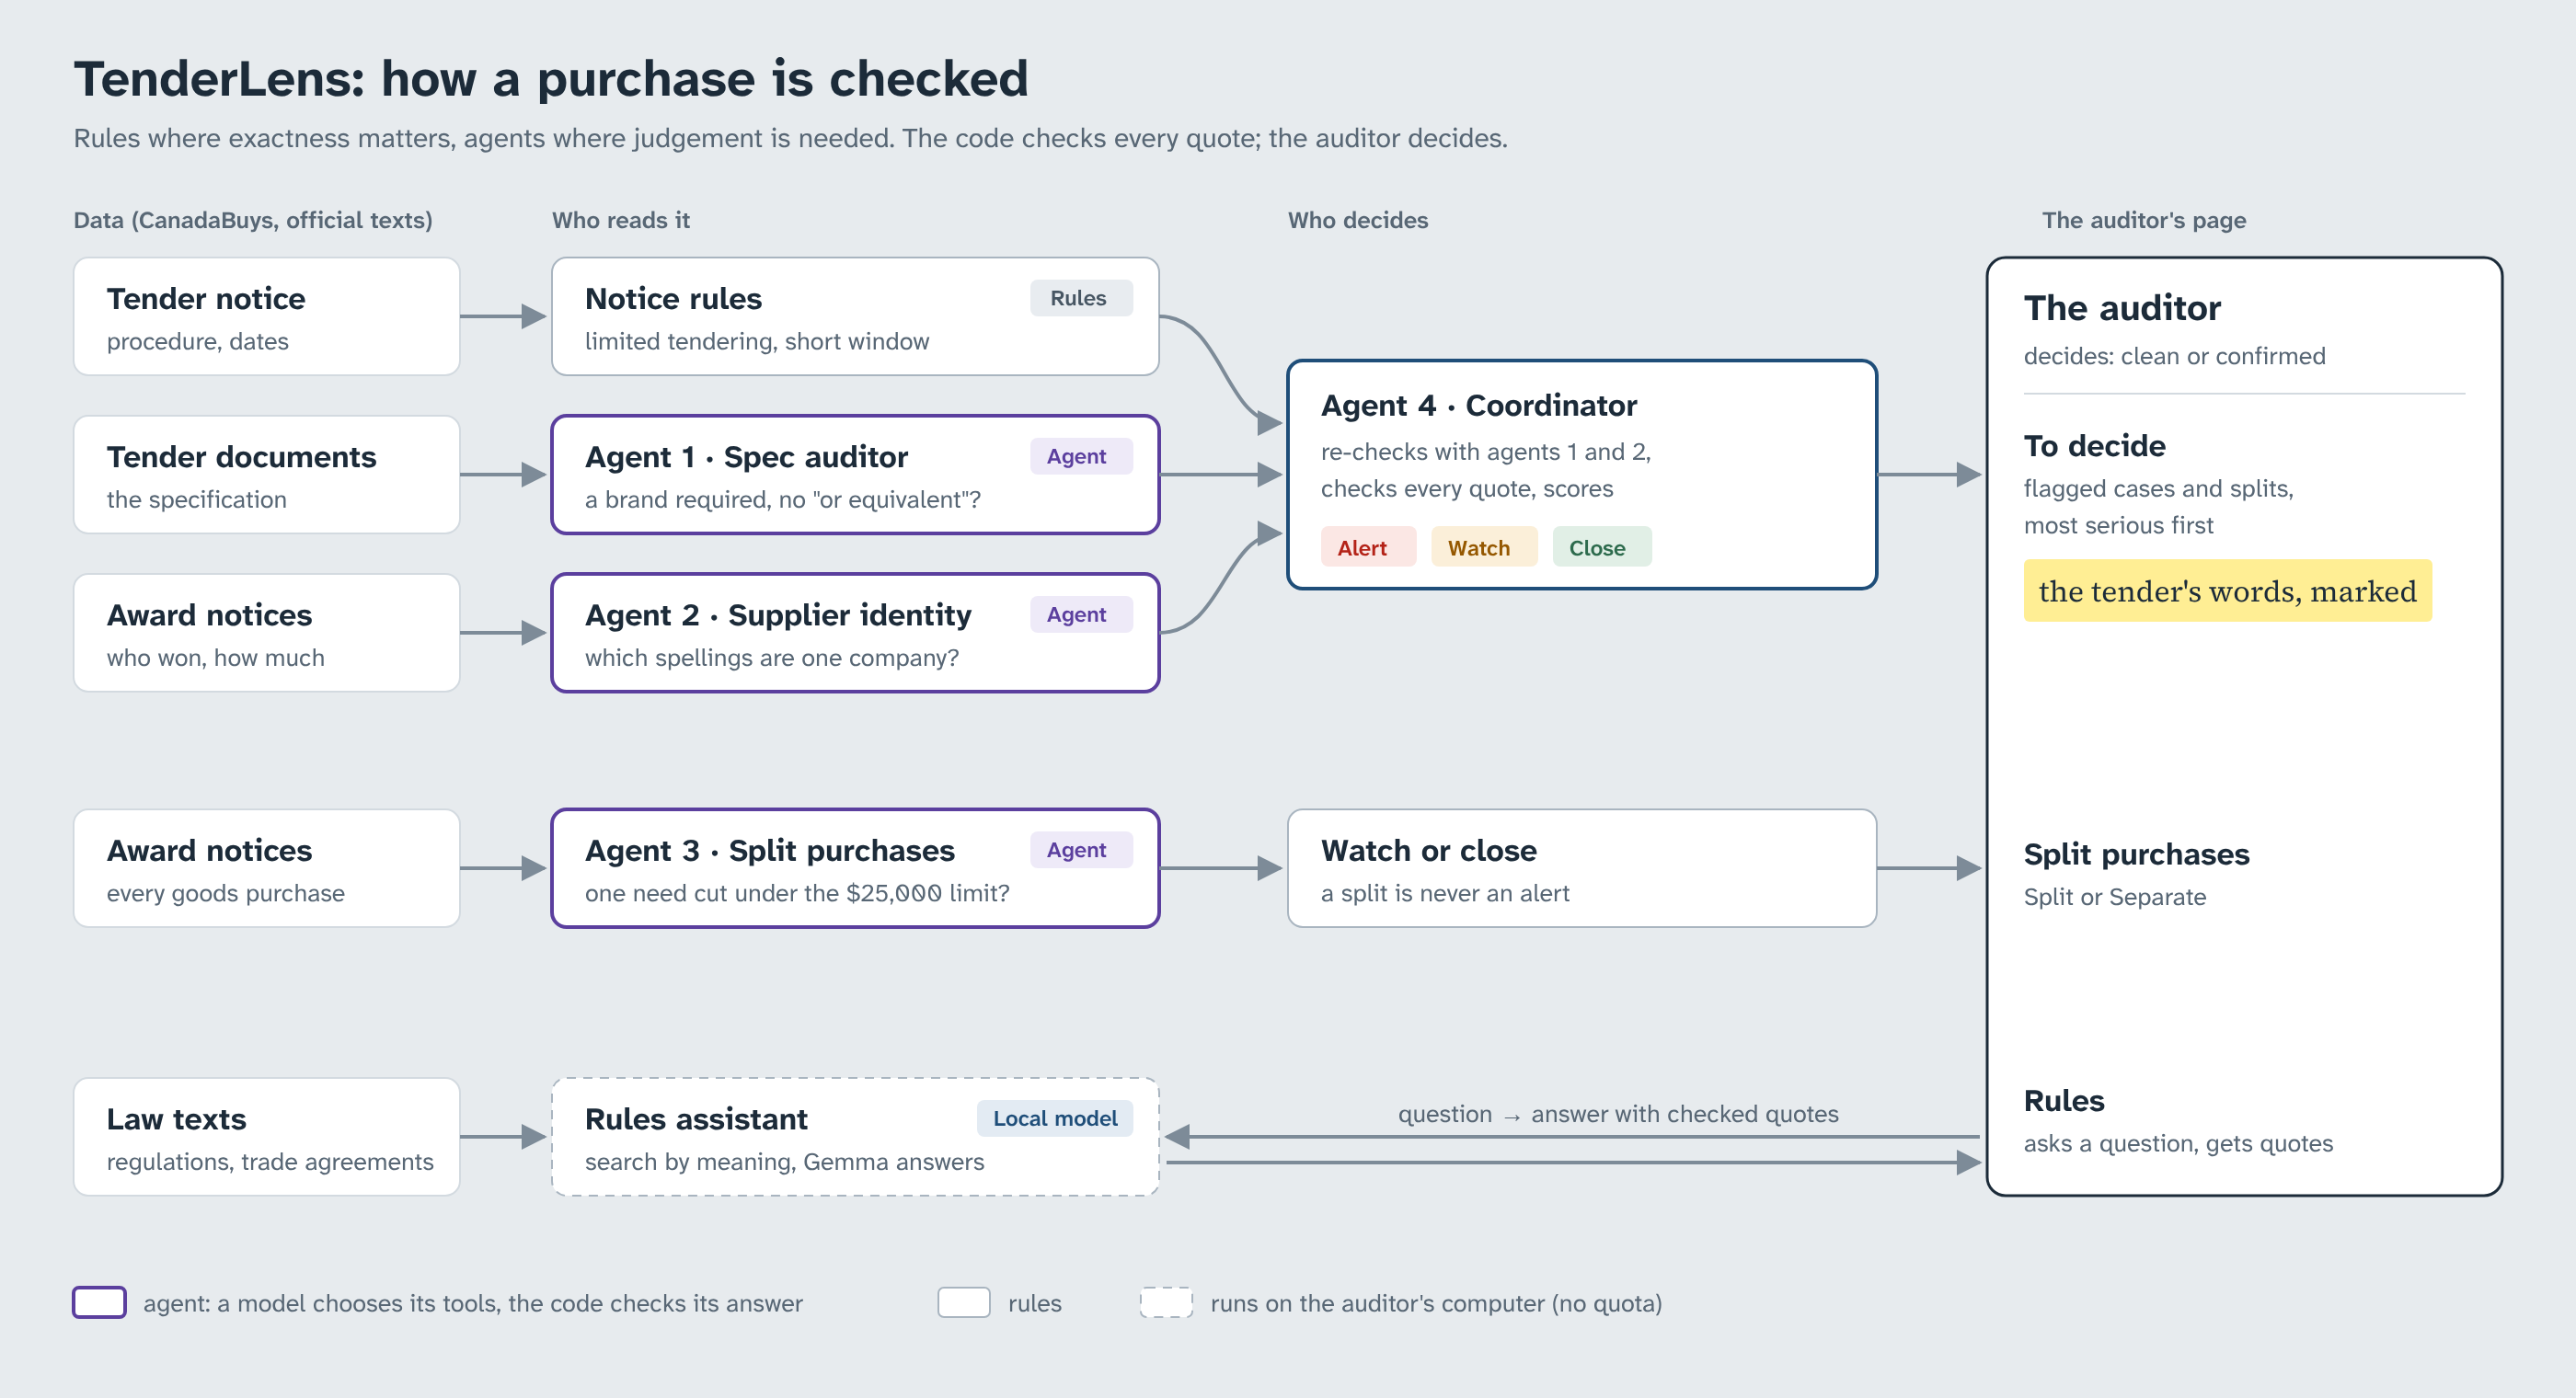 TenderLens: how a purchase is checked
Rules where exactness matters, agents where judgement is needed. The code checks every quote; the auditor decides.
Data (CanadaBuys, official texts)
Who reads it
Who decides
The auditor's page
Tender notice
procedure, dates
Notice rules
Rules
limited tendering, short window
Tender documents
the specification
Agent 1 · Spec auditor
Agent
a brand required, no "or equivalent"?
Award notices
who won, how much
Agent 2 · Supplier identity
Agent
which spellings are one company?
Agent 4 · Coordinator
re-checks with agents 1 and 2,
checks every quote, scores
Alert
Watch
Close
The auditor
decides: clean or confirmed
To decide
flagged cases and splits,
most serious first
the tender's words, marked
Award notices
every goods purchase
Agent 3 · Split purchases
Agent
one need cut under the $25,000 limit?
Watch or close
a split is never an alert
Split purchases
Split or Separate
Law texts
regulations, trade agreements
Rules assistant
Local model
search by meaning, Gemma answers
question → answer with checked quotes
Rules
asks a question, gets quotes
agent: a model chooses its tools, the code checks its answer
rules
runs on the auditor's computer (no quota)